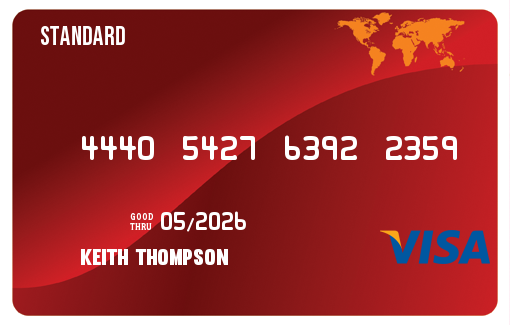 STANDARD
4440 5427 6392 2359
GOOD
THRU 05/2026
KEITH THOMPSON
VISA